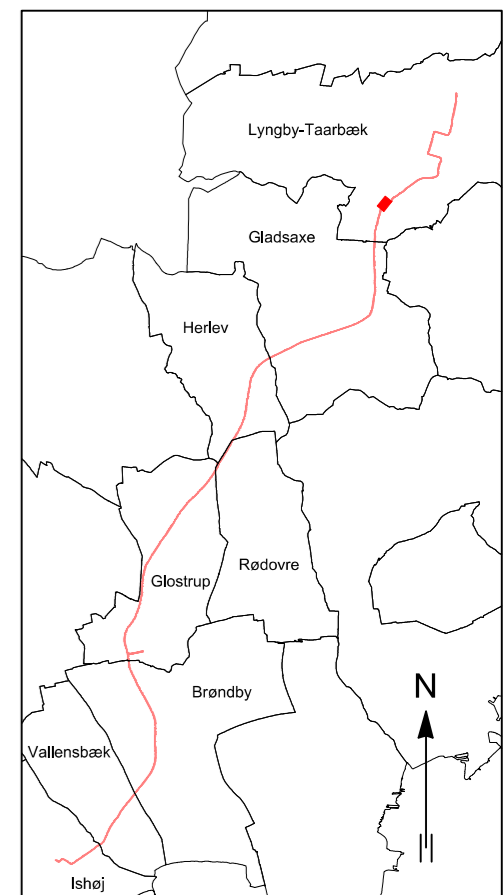 Lyngby-Taarbæk
Gladsaxe
Herlev
Rødovre
Glostrup
N
Brøndby
Vallensbæk
Ishøj